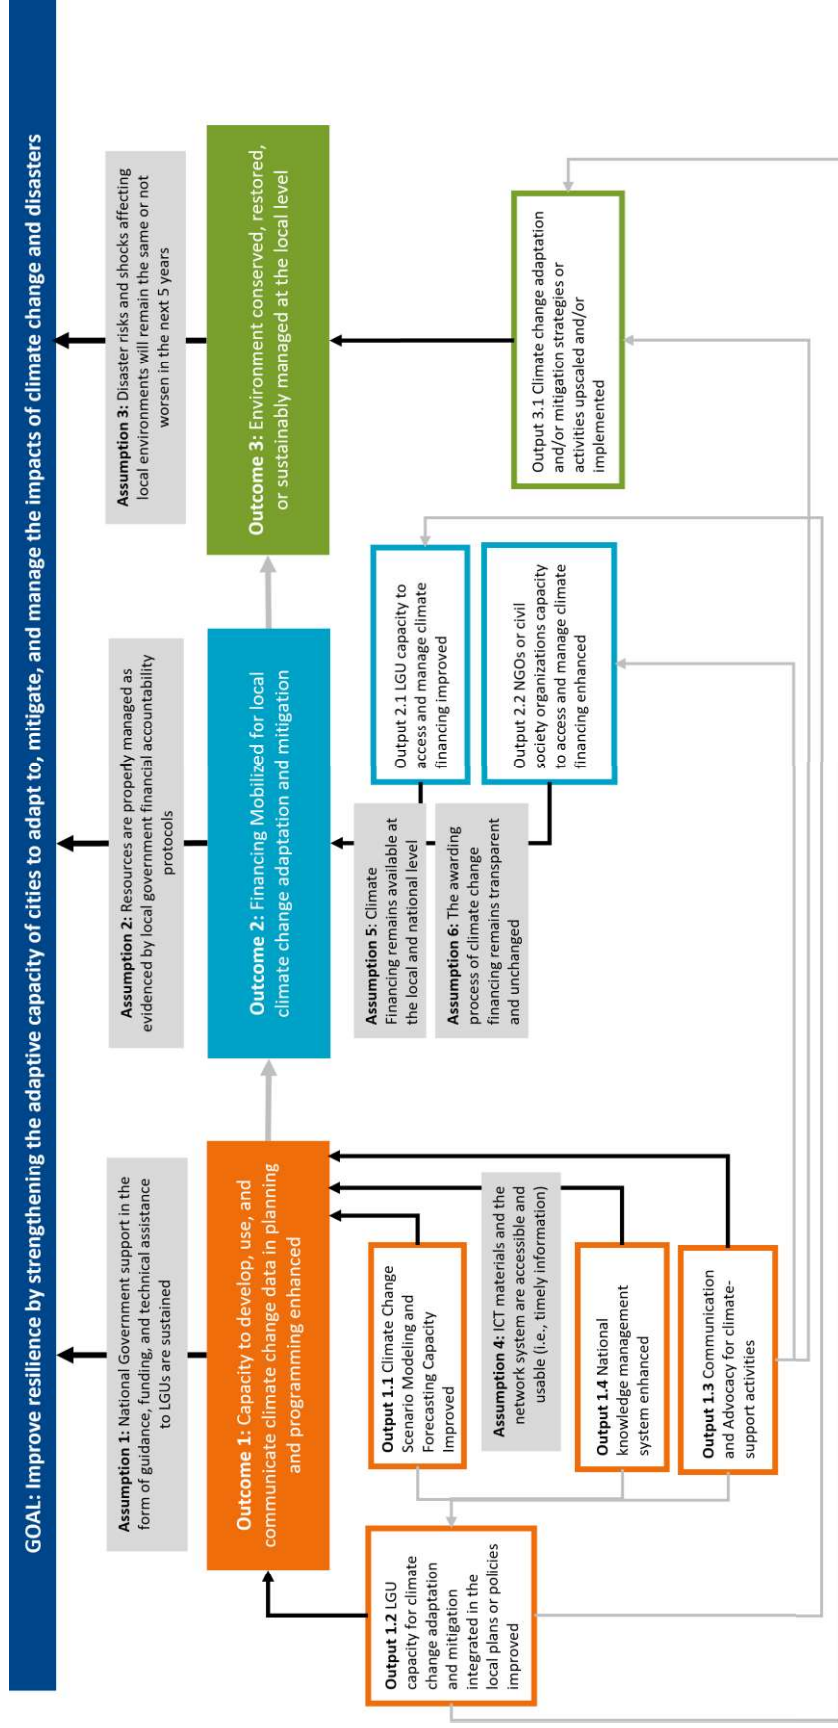 GOAL: Improve resilience by strengthening the adaptive capacity of cities to adapt to, mitigate, and manage the impacts of climate change and disasters
Assumption 1: National Government support in the
form of guidance, funding, and technical assistance
to LGUs are sustained
Assumption 2: Resources are properly managed as
evidenced by local government financial accountability
protocols
Assumption 3: Disaster risks and shocks affecting
local environments will remain the same or not
worsen in the next 5 years
Outcome 1: Capacity to develop, use, and
communicate climate change data in planning
and programming enhanced
Outcome 2: Financing Mobilized for local
climate change adaptation and mitigation
Outcome 3: Environment conserved, restored,
or sustainably managed at the local level
Output 1.2 LGU
capacity for climate
change adaptation
and mitigation
integrated in the
local plans or policies
improved
Output 1.1 Climate Change
Scenario Modeling and
Forecasting Capacity
Improved
Assumption 4: ICT materials and the
network system are accessible and
usable (i.e., timely information)
Output 1.4 National
knowledge management
system enhanced
Output 1.3 Communication
and Advocacy for climate-
support activities
Assumption 5: Climate
Financing remains available at
the local and national level
Assumption 6: The awarding
process of climate change
financing remains transparent
and unchanged
Output 2.1 LGU capacity to
access and manage climate
financing improved
Output 2.2 NGOs or civil
society organizations capacity
to access and manage climate
financing enhanced
Output 3.1 Climate change adaptation
and/or mitigation strategies or
activities upscaled and/or
implemented